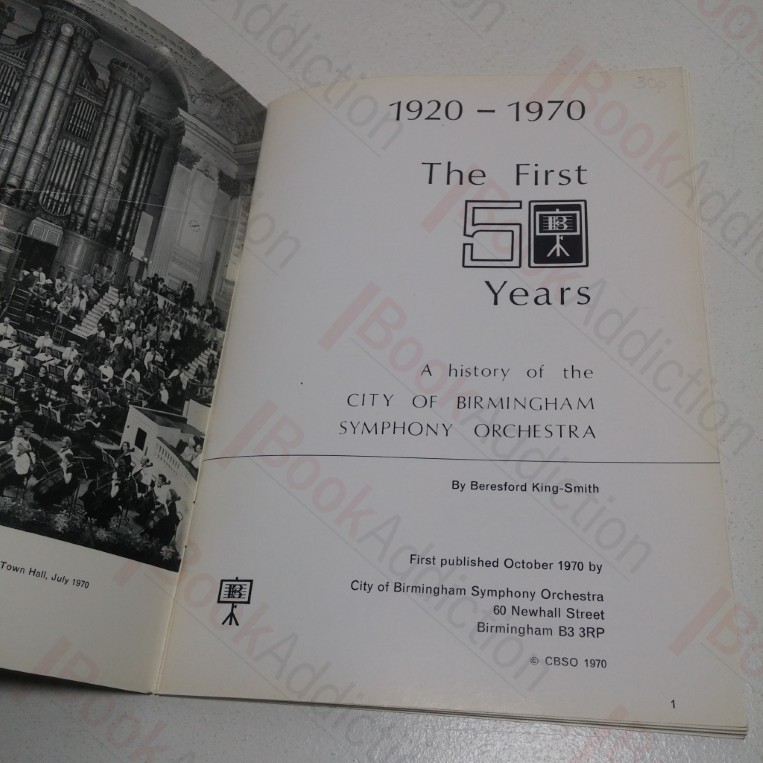 Town Hall, July 1970
30p
1920 – 1970
The First
50
Years
A history of the
CITY OF BIRMINGHAM
SYMPHONY ORCHESTRA
By Beresford King-Smith
First published October 1970 by
City of Birmingham Symphony Orchestra
60 Newhall Street
Birmingham B3 3RP
© CBSO 1970
1
BookAddiction